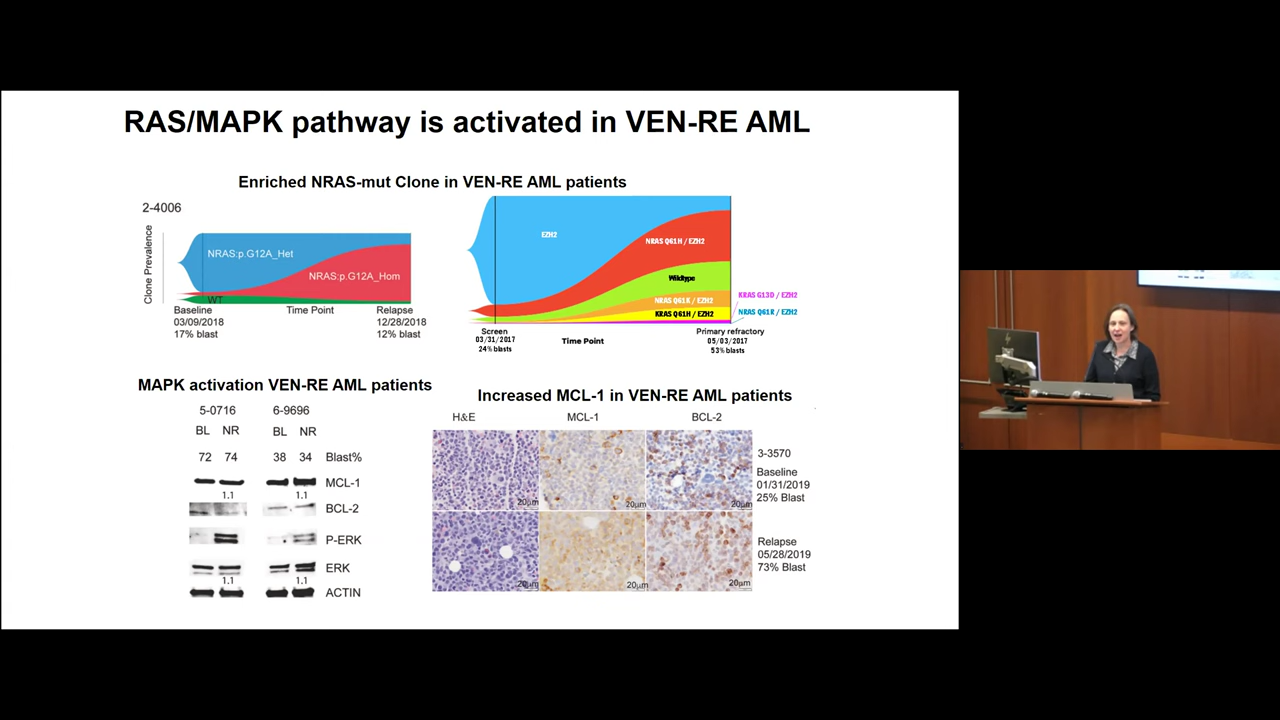 RAS/MAPK pathway is activated in VEN-RE AML
Enriched NRAS-mut Clone in VEN-RE AML patients
2-4006
Clone Prevalence
NRAS:p.G12A_Het
NRAS:p.G12A_Hom
WT
Baseline
03/09/2018
17% blast
Time Point
Relapse
12/28/2018
12% blast
EZH2
NRAS Q61H / EZH2
Wildtype
NRAS Q61K / EZH2
KRAS Q61H / EZH2
KRAS G13D / EZH2
NRAS Q61R / EZH2
Screen
03/31/2017
24% blasts
Time Point
Primary refractory
05/03/2017
53% blasts
MAPK activation VEN-RE AML patients
5-0716 6-9696
BL NR BL NR
72 74 38 34 Blast%
MCL-1
1.1 1.1
BCL-2
P-ERK
ERK
1.1 1.1
ACTIN
Increased MCL-1 in VEN-RE AML patients
H&E MCL-1 BCL-2
20µm 20µm 20µm
3-3570
Baseline
01/31/2019
25% Blast
20µm 20µm 20µm
Relapse
05/28/2019
73% Blast